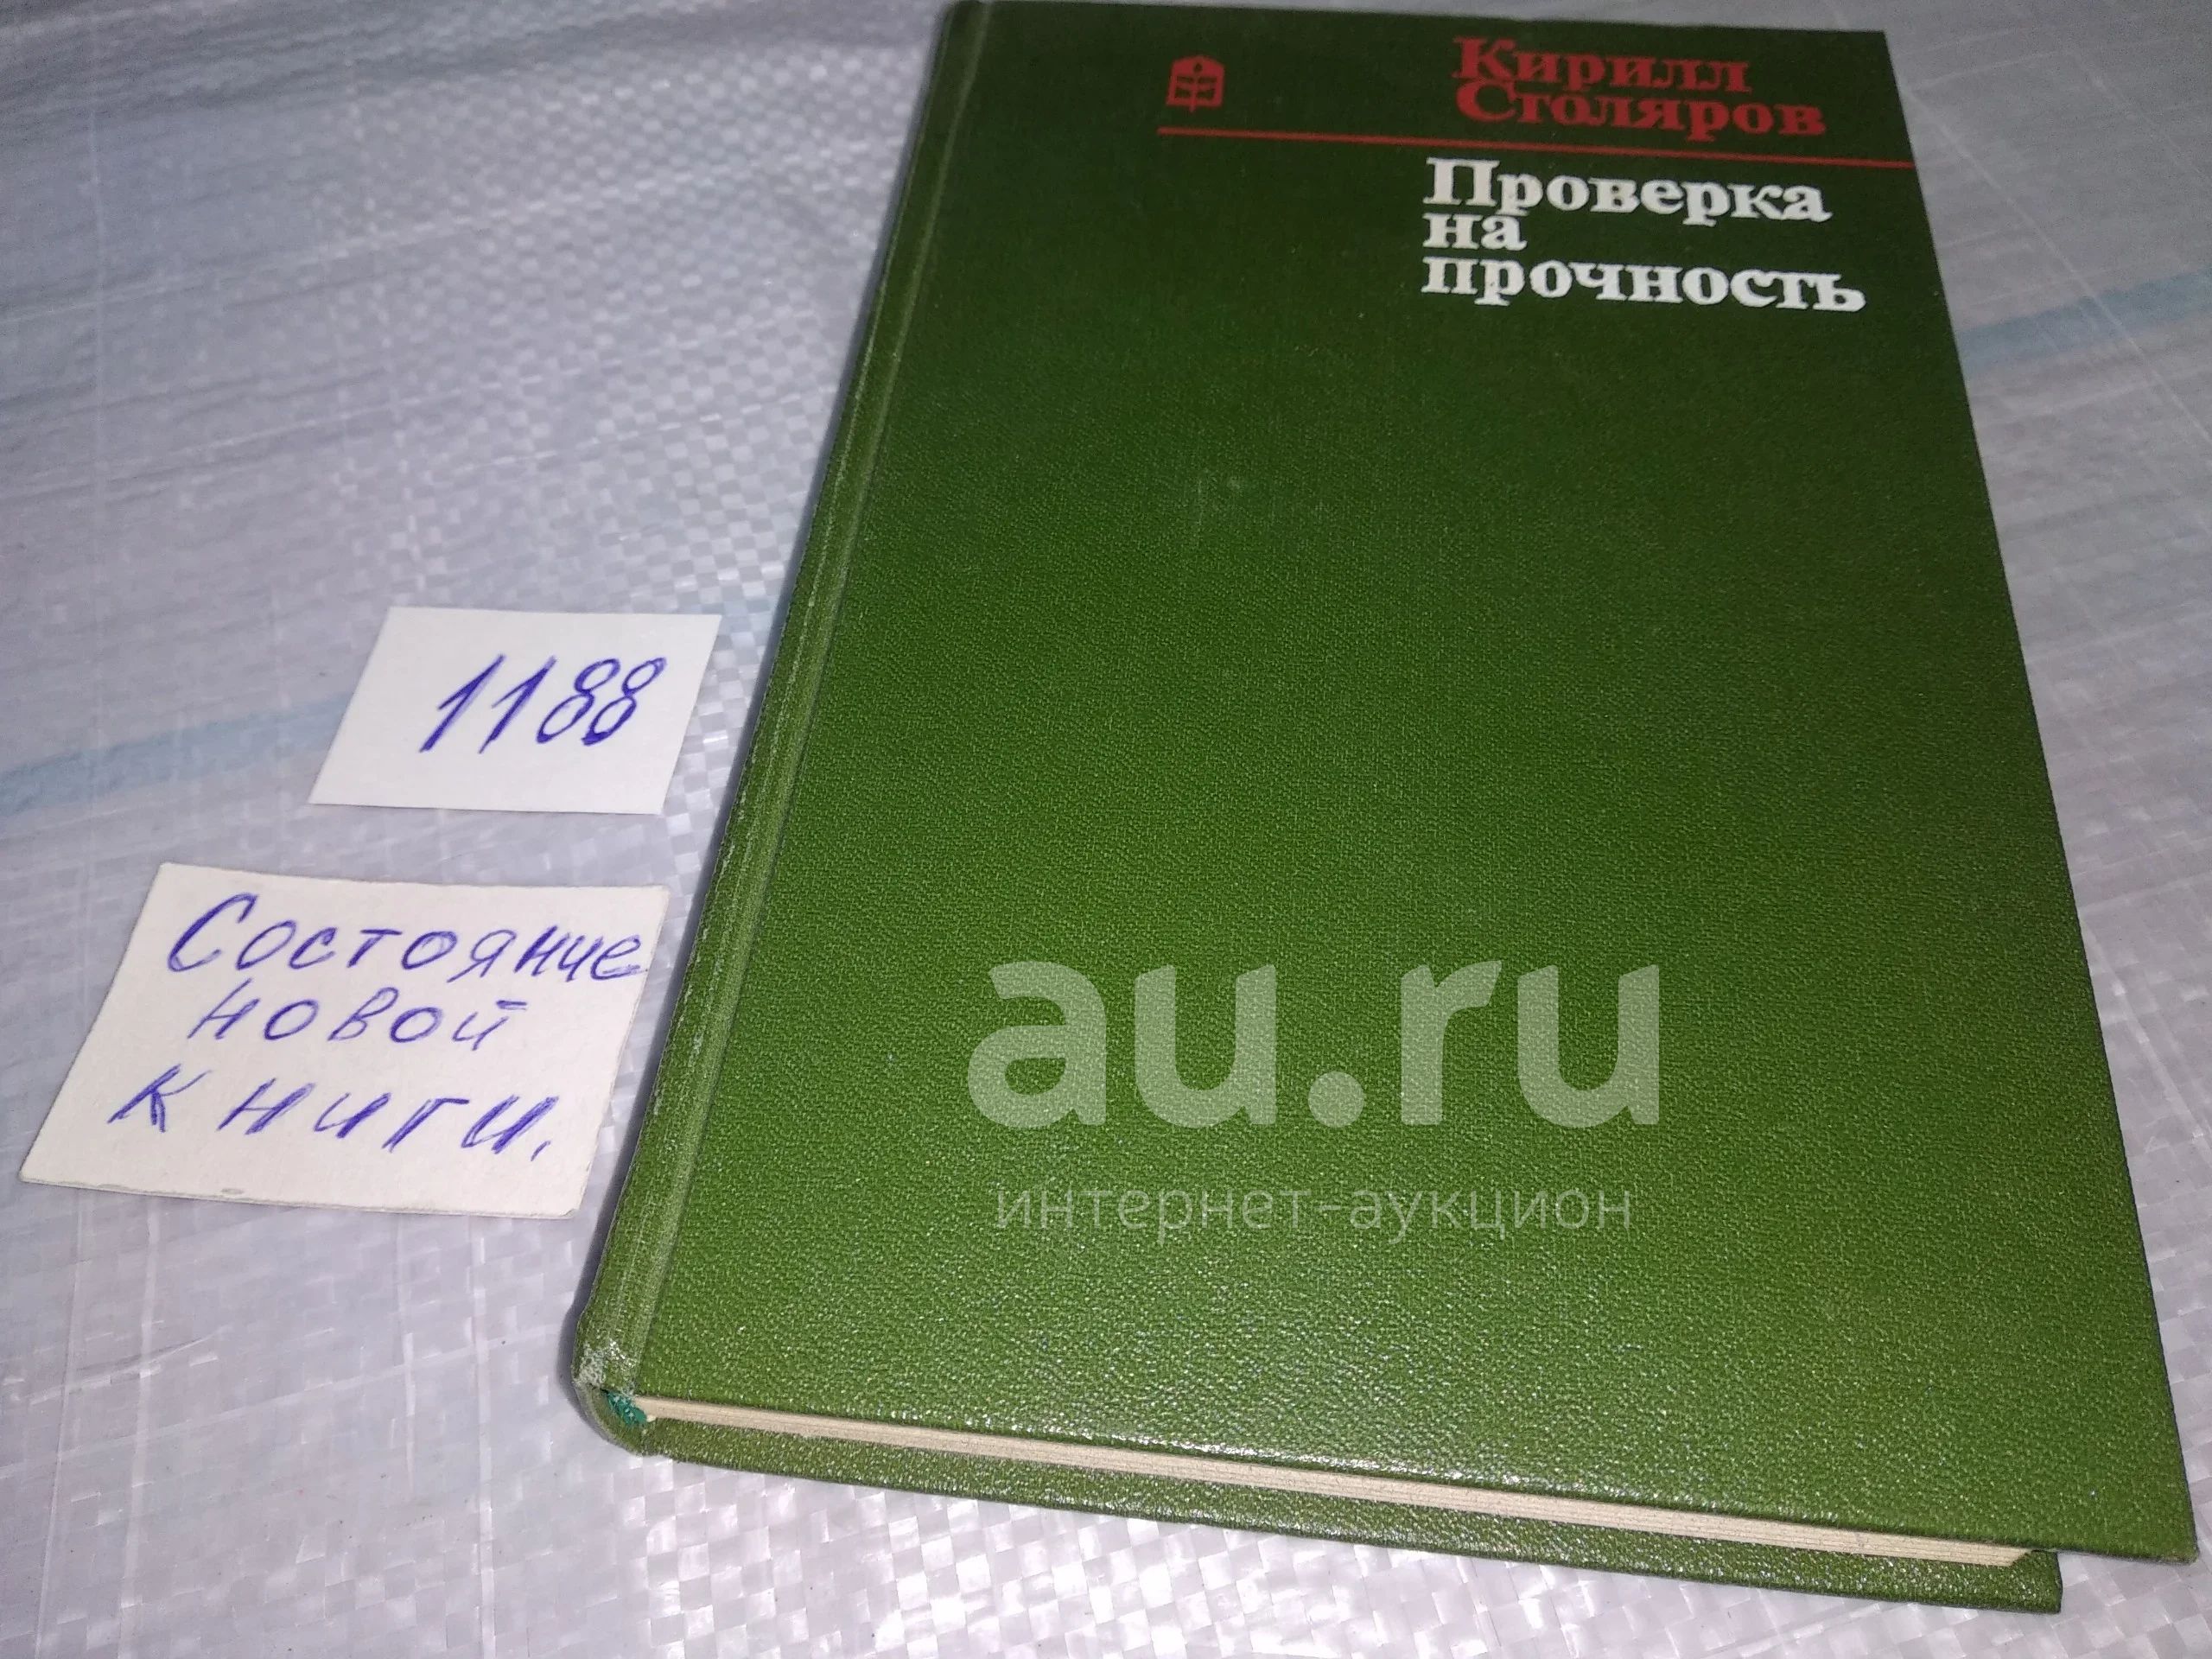 Кирилл
Столяров
Проверка
на
прочность
1188
Состояние
новой
книги.
au.ru
интернет-аукцион